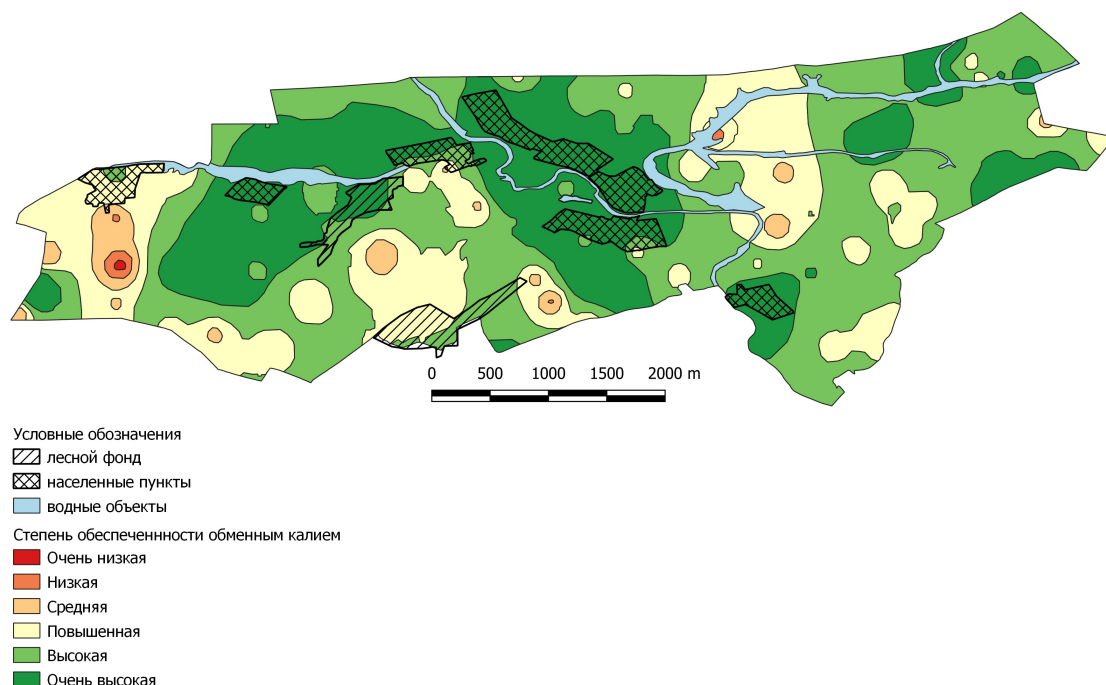 0 500 1000 1500 2000 m
Условные обозначения
лесной фонд
населенные пункты
водные объекты
Степень обеспеченнности обменным калием
Очень низкая
Низкая
Средняя
Повышенная
Высокая
Очень высокая